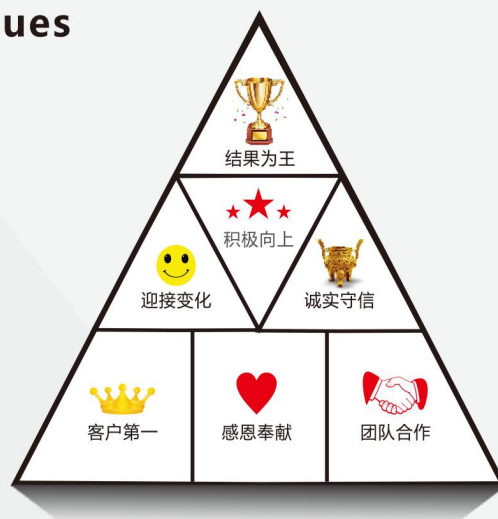 ues
结果为王
积极向上
迎接变化
诚实守信
客户第一
感恩奉献
团队合作